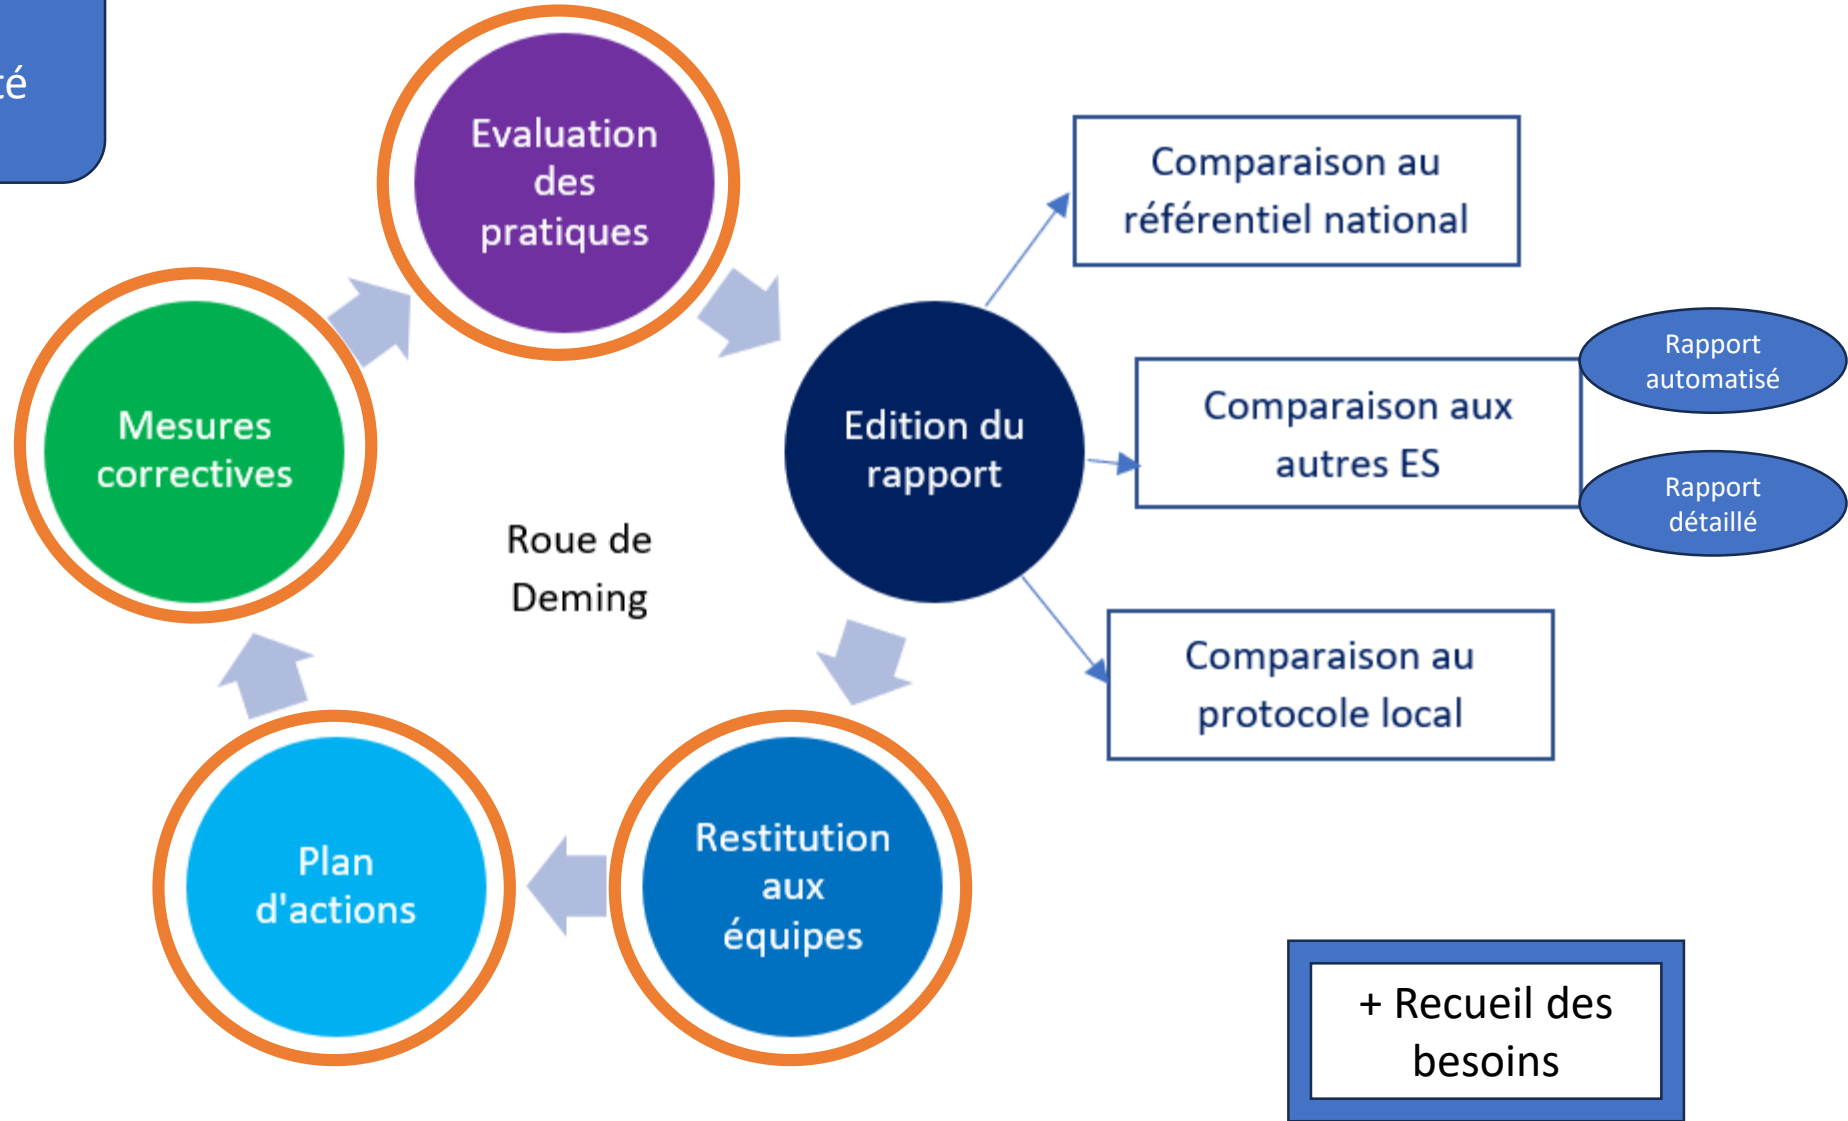 té
Evaluation
des
pratiques
Comparaison au
référentiel national
Rapport
automatisé
Mesures
correctives
Edition du
rapport
Comparaison aux
autres ES
Rapport
détaillé
Roue de
Deming
Comparaison au
protocole local
Plan
d'actions
Restitution
aux
équipes
+ Recueil des
besoins